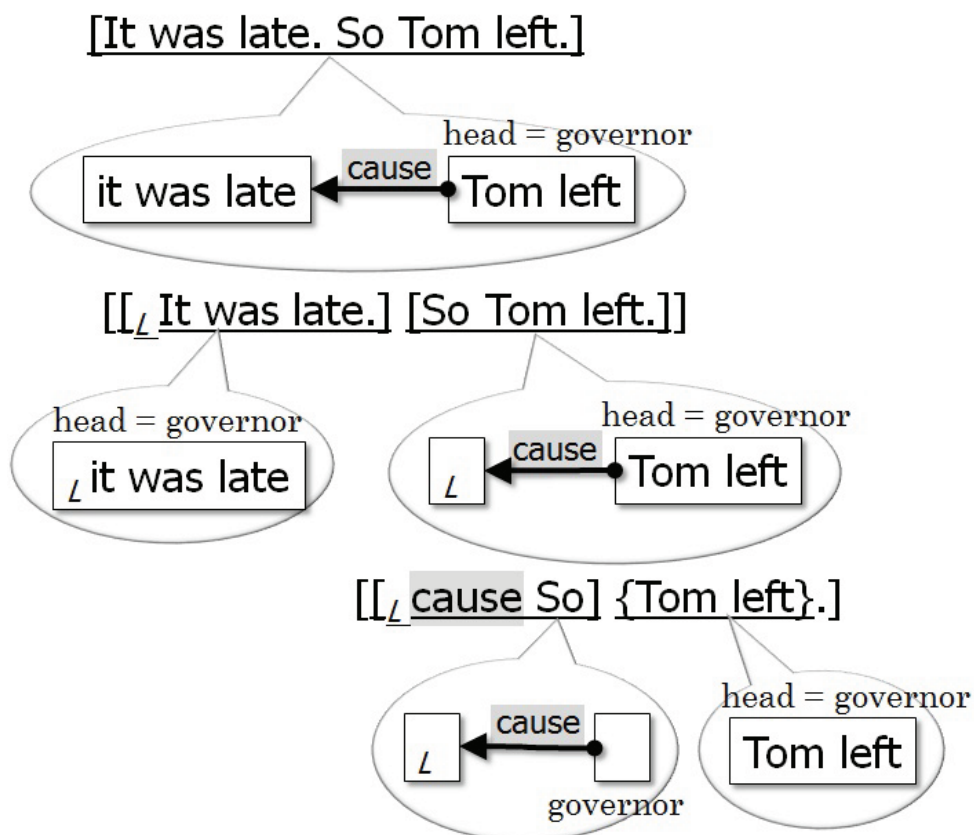 [It was late. So Tom left.]
head = governor
it was late cause Tom left
[[L It was late.] [So Tom left.]]
head = governor head = governor
L it was late L cause Tom left
[[L cause So] {Tom left}.]
head = governor
L cause Tom left
governor